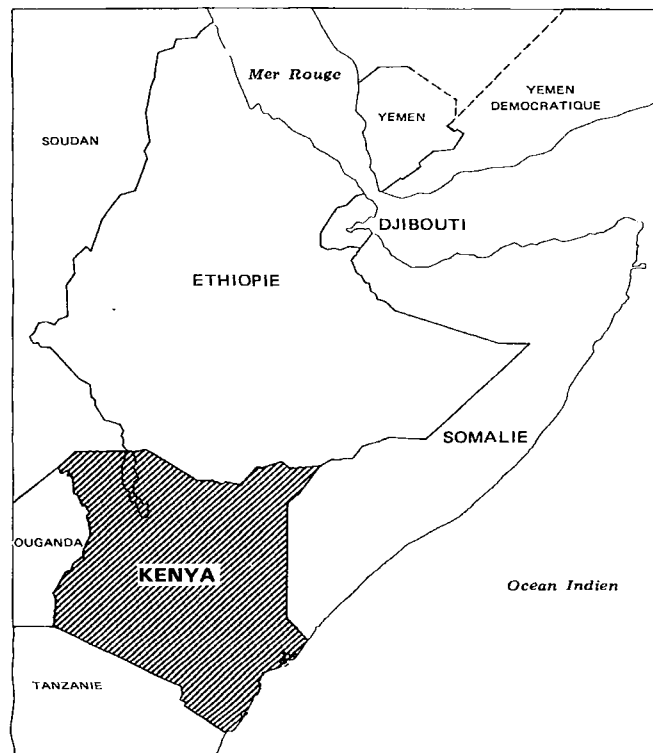 Mer Rouge
YEMEN
DEMOCRATIQUE
YEMEN
SOUDAN
DJIBOUTI
ETHIOPIE
SOMALIE
OUGANDA
KENYA
Ocean Indien
TANZANIE